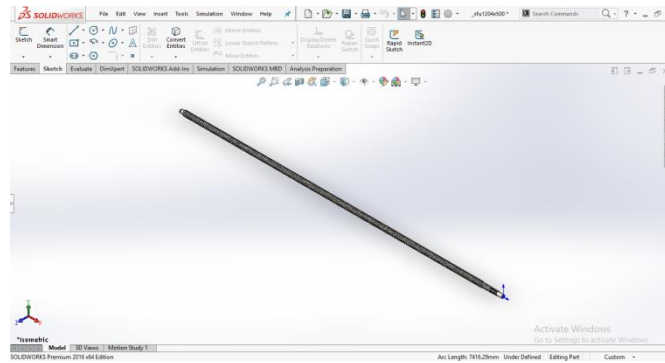 SOLIDWORKS File Edit View Insert Tools Simulation Window Help _sfu1204x500 * Search Commands
Sketch Smart Dimension Trim Entities Convert Entities Offset Entities Mirror Entities Linear Sketch Pattern Move Entities Display/Delete Relations Repair Sketch Quick Snaps Rapid Sketch Instant2D
Features Sketch Evaluate DimXpert SOLIDWORKS Add-Ins Simulation SOLIDWORKS MBD Analysis Preparation
*Isometric
Activate Windows
Go to Settings to activate Windows.
Model 3D Views Motion Study 1
SOLIDWORKS Premium 2016 x64 Edition Arc Length: 7416.29mm Under Defined Editing Part Custom